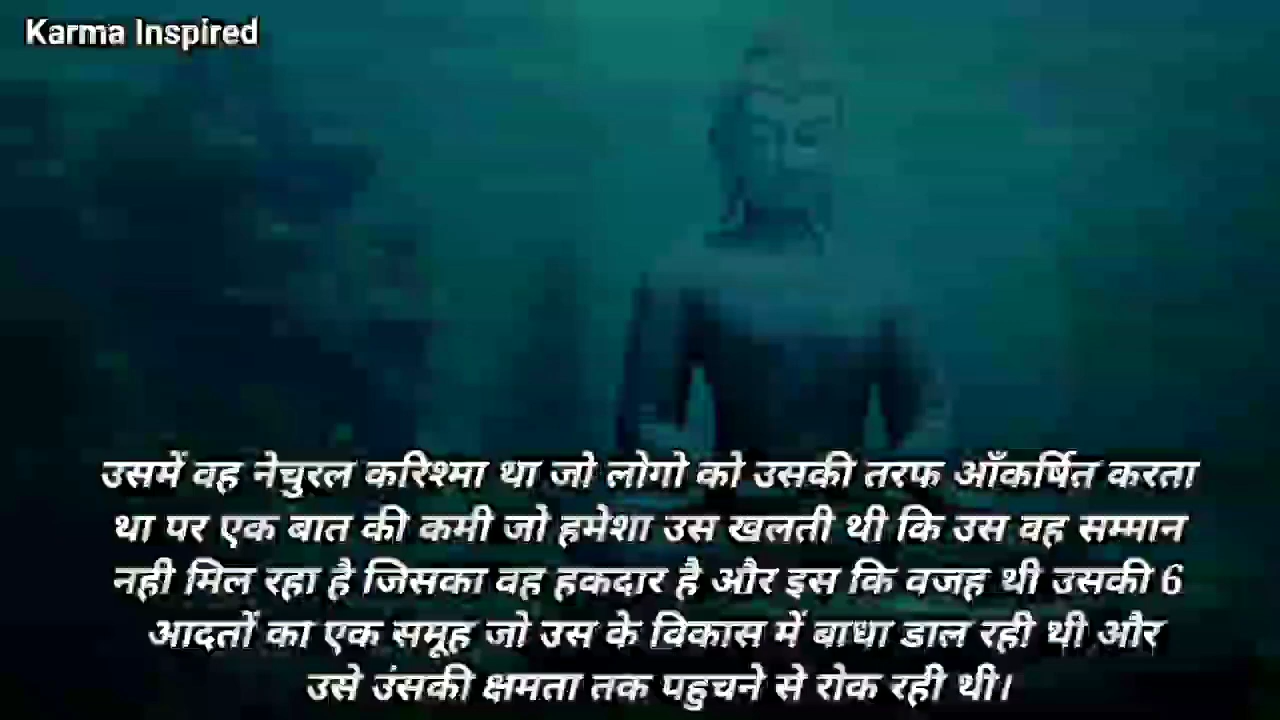 Karma Inspired
उसमें वह नेचुरल करिश्मा था जो लोगो को उसकी तरफ आँकर्षित करता
था पर एक बात की कमी जो हमेशा उस खलती थी कि उस वह सम्मान
नही मिल रहा है जिसका वह हकदार है और इस कि वजह थी उसकी 6
आदतों का एक समूह जो उस के विकास में बाधा डाल रही थी और
उसे उंसकी क्षमता तक पहुचने से रोक रही थी।